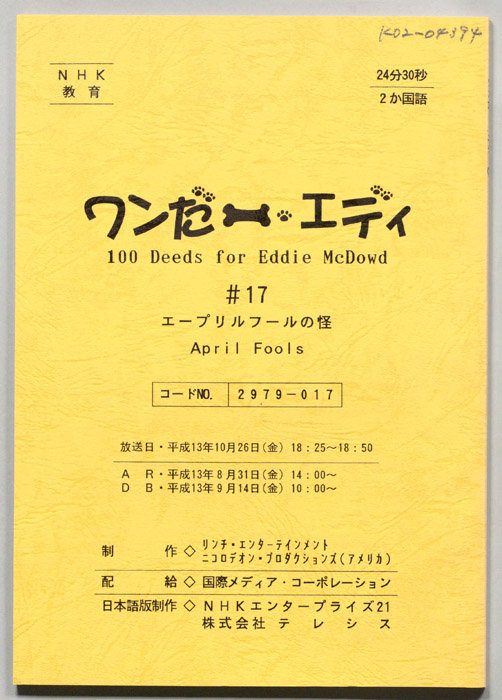 K02-04394
NHK
教育
24分30秒
2か国語
ワンだー・エディ
100 Deeds for Eddie McDowd
#17
エープリルフールの怪
April Fools
コードNO. 2979-017
放送日・平成13年10月26日(金) 18:25~18:50
AR・平成13年8月31日(金) 14:00~
DB・平成13年9月14日(金) 10:00~
制作◇リンチ・エンターテインメント
ニコロデオン・プロダクションズ(アメリカ)
配給◇国際メディア・コーポレーション
日本語版制作◇NHKエンタープライズ21
株式会社テレシス